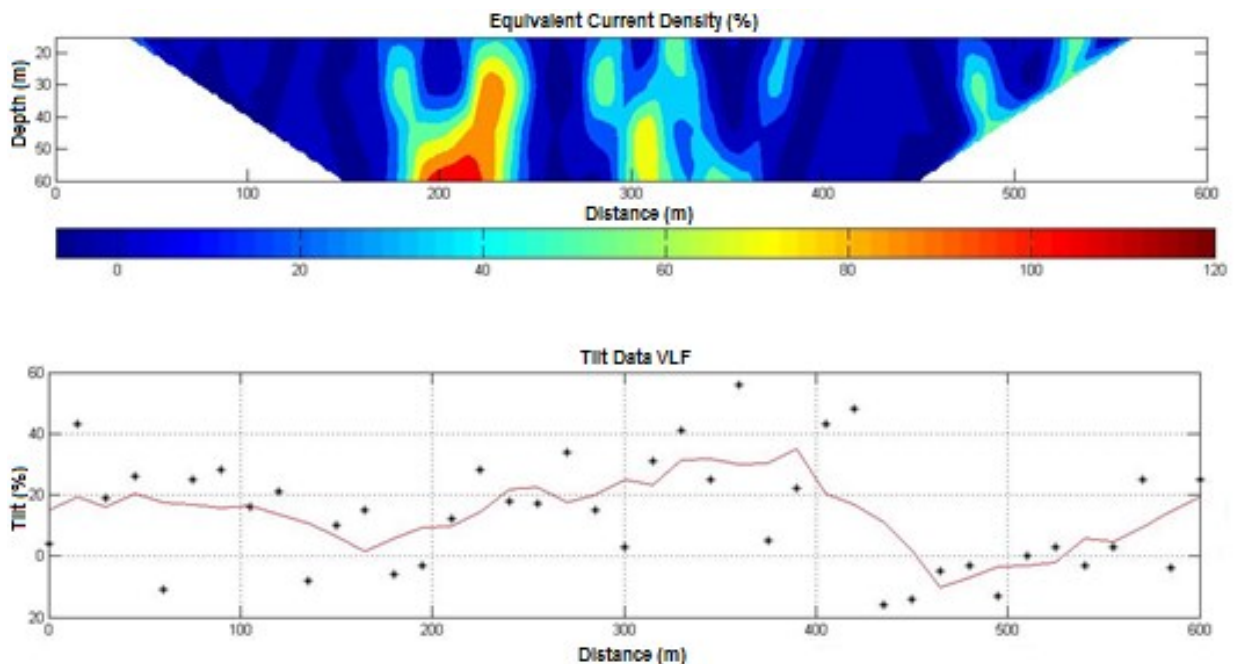 Equivalent Current Density (%)
Depth (m)
20
30
40
50
60
0 100 200 300 400 500 600
Distance (m)
0 20 40 60 80 100 120
Tilt Data VLF
Tilt (%)
60
40
20
0
20
0 100 200 300 400 500 600
Distance (m)